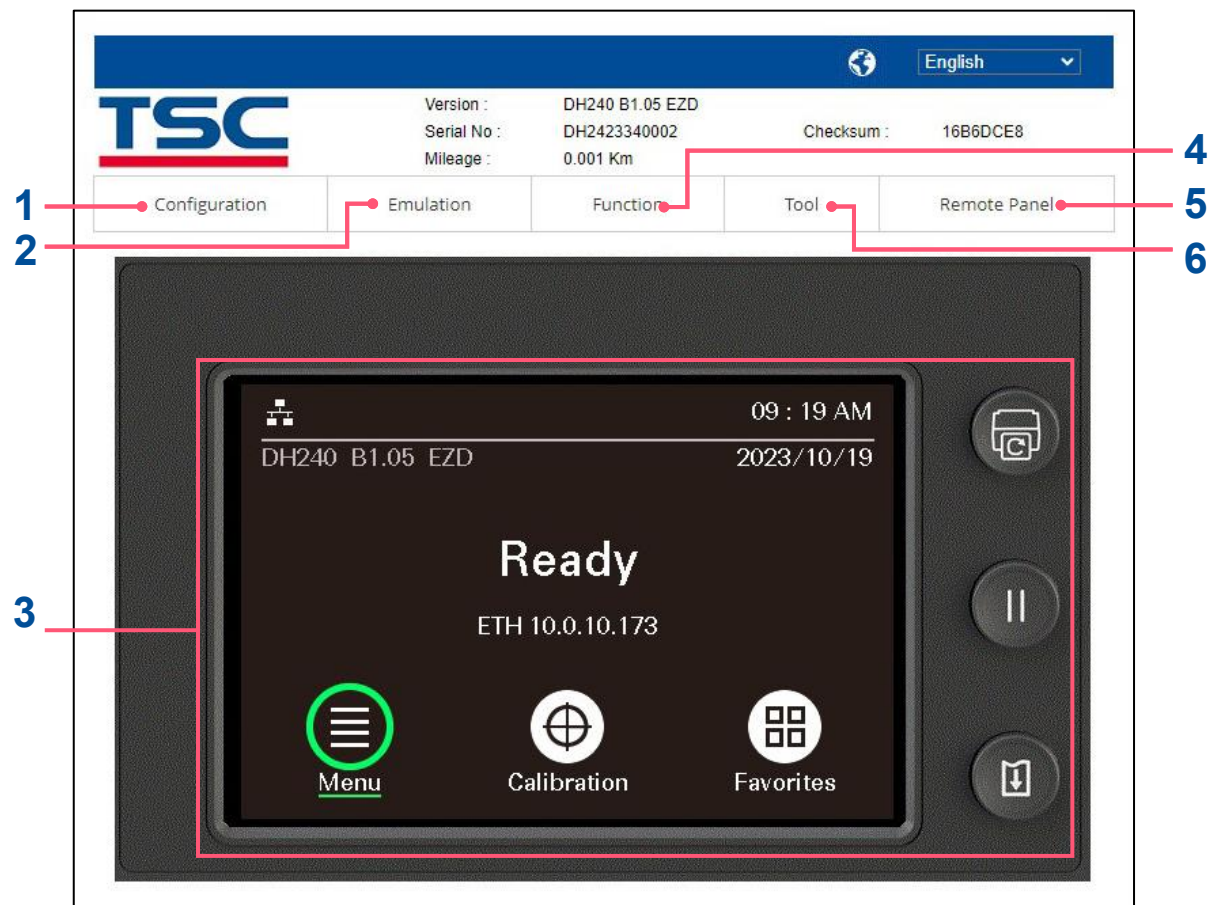 English
TSC
Version : DH240 B1.05 EZD
Serial No : DH2423340002 Checksum : 16B6DCE8
Mileage : 0.001 Km
4
1 Configuration Emulation Function Tool Remote Panel 5
2 6
09 : 19 AM
DH240 B1.05 EZD 2023/10/19
Ready
3
ETH 10.0.10.173
Menu Calibration Favorites